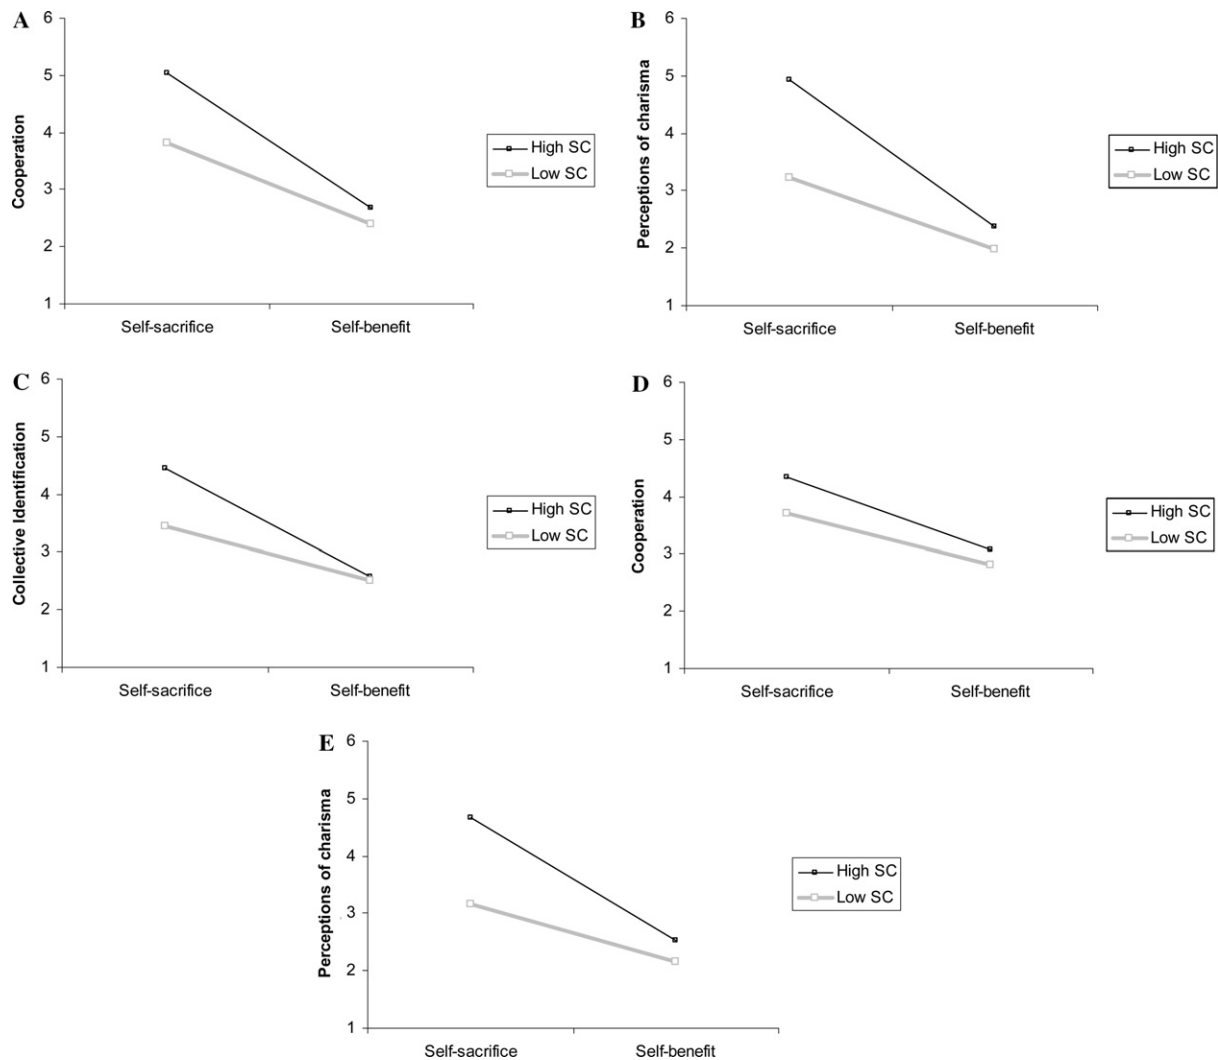 A
6
5
4
3
2
1
Cooperation
Self-sacrifice
Self-benefit
High SC
Low SC
B
6
5
4
3
2
1
Perceptions of charisma
Self-sacrifice
Self-benefit
High SC
Low SC
C
6
5
4
3
2
1
Collective Identification
Self-sacrifice
Self-benefit
High SC
Low SC
D
6
5
4
3
2
1
Cooperation
Self-sacrifice
Self-benefit
High SC
Low SC
E
6
5
4
3
2
1
Perceptions of charisma
Self-sacrifice
Self-benefit
High SC
Low SC